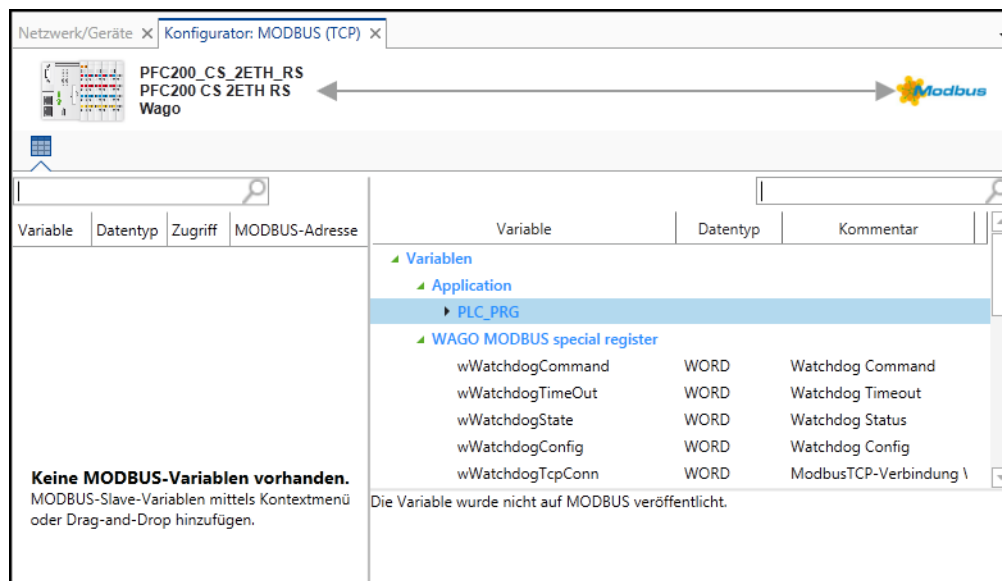 Netzwerk/Geräte
Konfigurator: MODBUS (TCP)
PFC200_CS_2ETH_RS
PFC200 CS 2ETH RS
Wago
Modbus
Variable Datentyp Zugriff MODBUS-Adresse
Keine MODBUS-Variablen vorhanden.
MODBUS-Slave-Variablen mittels Kontextmenü
oder Drag-and-Drop hinzufügen.
Variable Datentyp Kommentar
Variablen
Application
PLC_PRG
WAGO MODBUS special register
wWatchdogCommand WORD Watchdog Command
wWatchdogTimeOut WORD Watchdog Timeout
wWatchdogState WORD Watchdog Status
wWatchdogConfig WORD Watchdog Config
wWatchdogTcpConn WORD ModbusTCP-Verbindung
Die Variable wurde nicht auf MODBUS veröffentlicht.